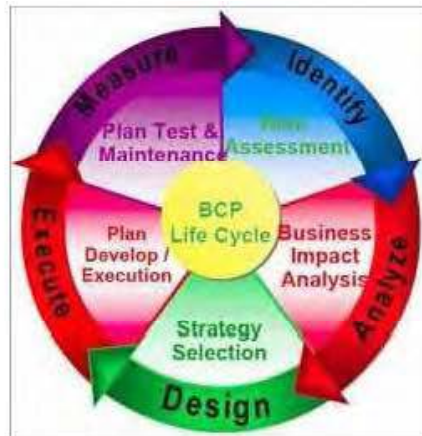 Measure
Identify
Analyze
Design
Execute
Plan Test &
Maintenance
Assessment
Business
Impact
Analysis
Strategy
Selection
Plan
Develop /
Execution
BCP
Life Cycle